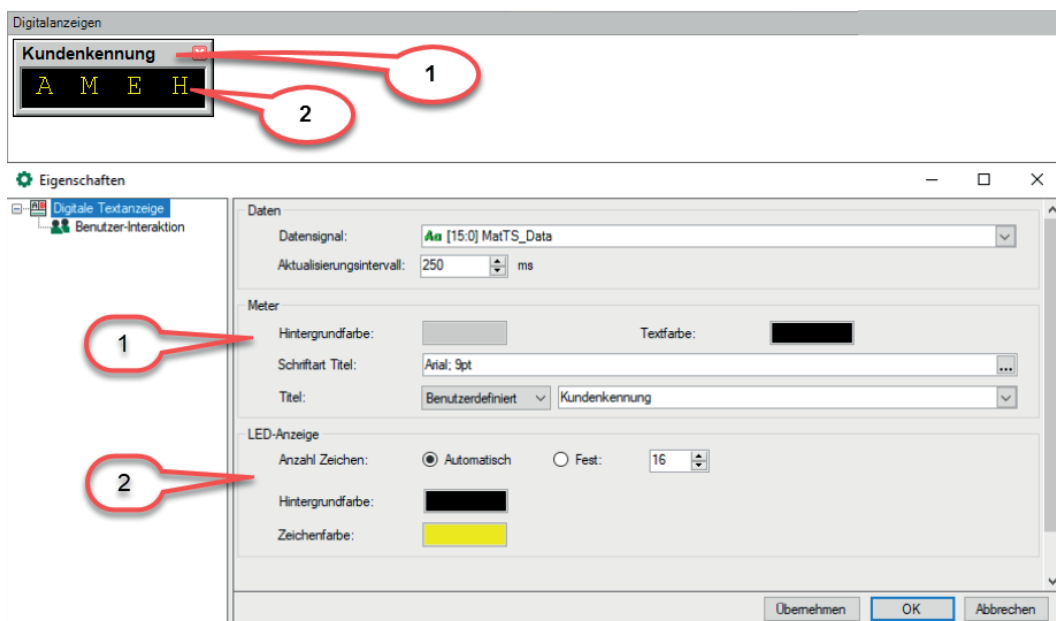 Digitalanzeigen
Kundenkennung
1
A M E H
2
Eigenschaften
Digitale Textanzeige
Benutzer-Interaktion
Daten
Datensignal: Aa [15:0] MatTS_Data
Aktualisierungsintervall: 250 ms
Meter
1
Hintergrundfarbe: Textfarbe:
Schriftart Titel: Arial; 9pt ...
Titel: Benutzerdefiniert Kundenkennung
LED-Anzeige
Anzahl Zeichen: Automatisch Fest: 16
2
Hintergrundfarbe:
Zeichenfarbe:
Übernehmen OK Abbrechen